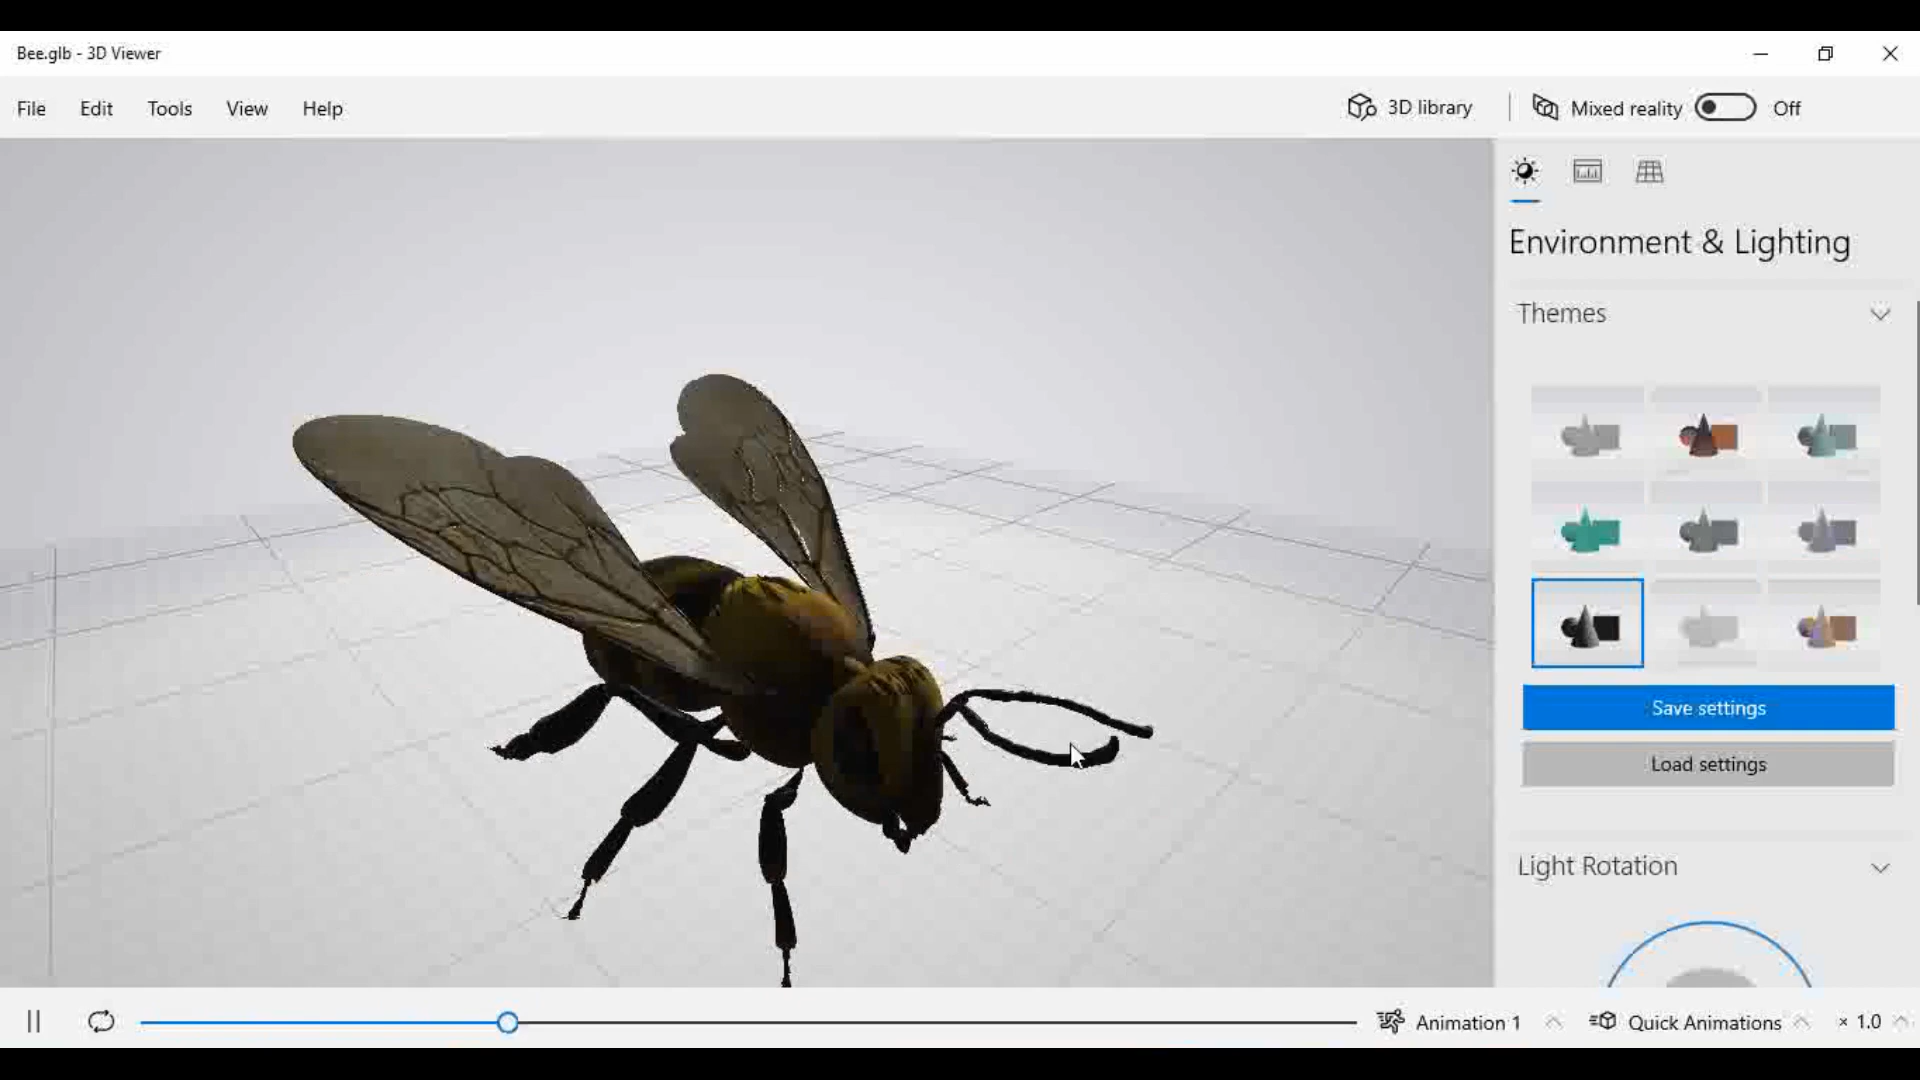 Bee.glb - 3D Viewer
File Edit Tools View Help
3D library
Mixed reality Off
Environment & Lighting
Themes
Save settings
Load settings
Light Rotation
Animation 1
Quick Animations
× 1.0